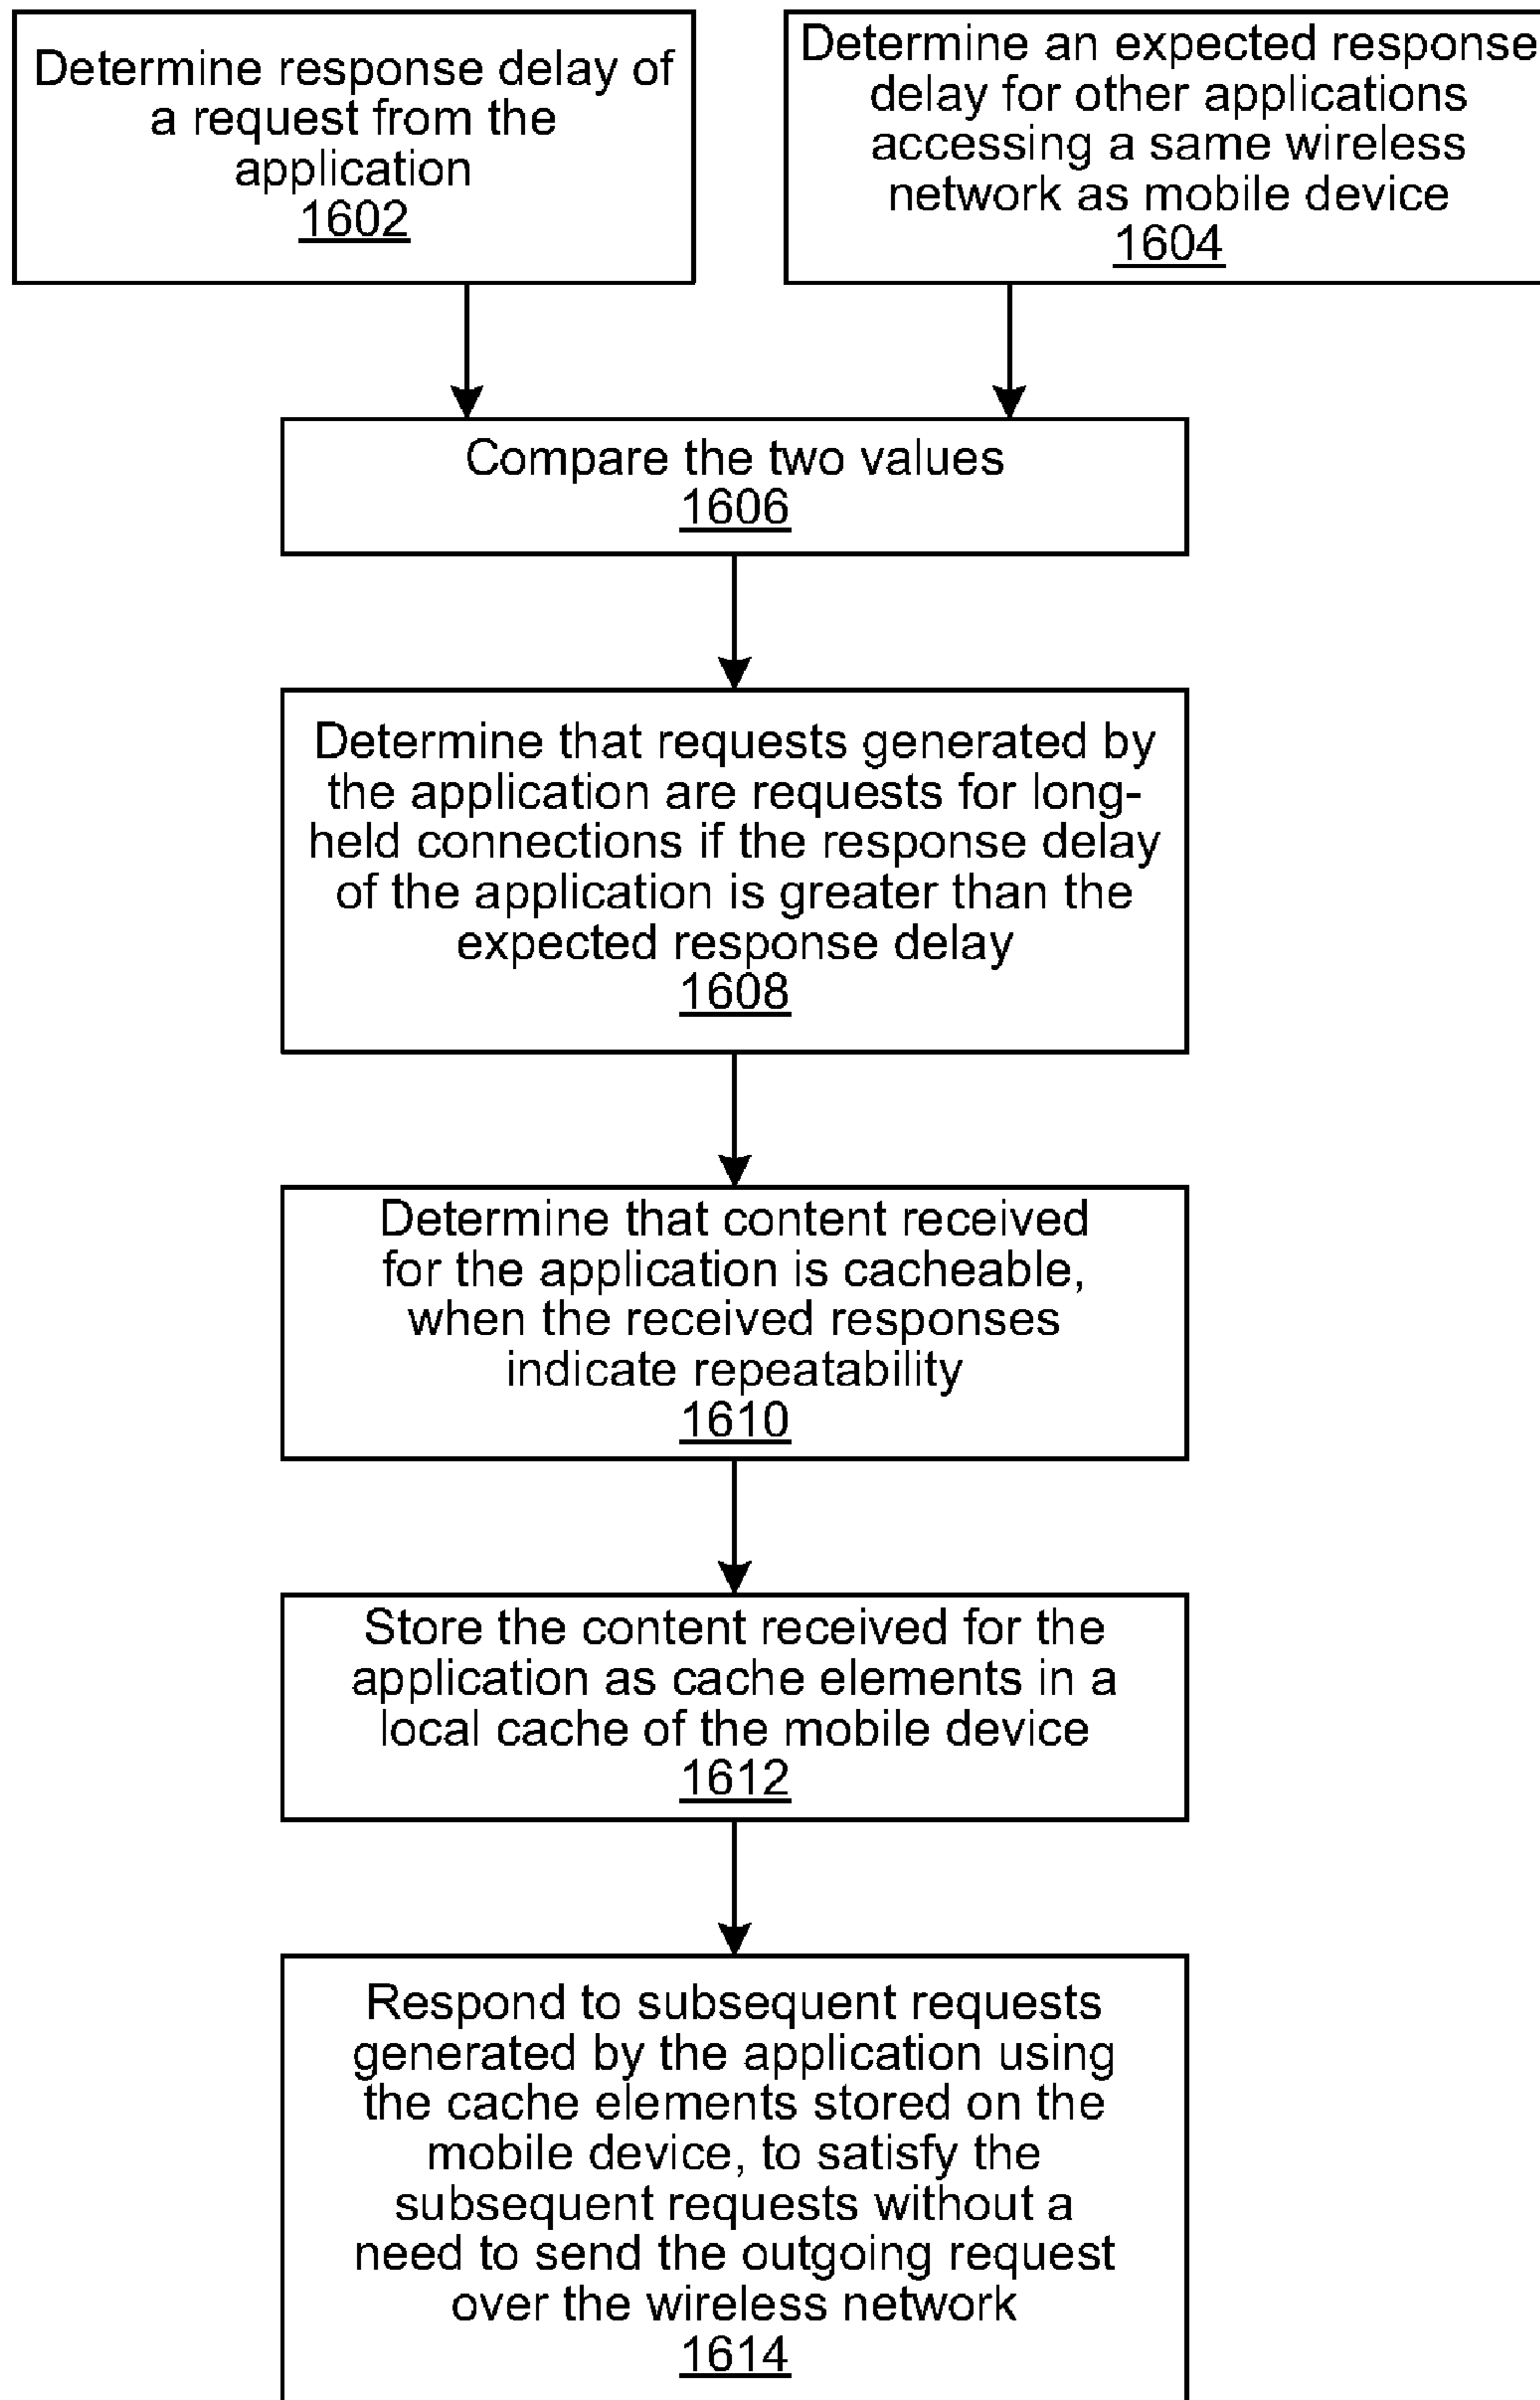 Determine response delay of
a request from the
application
1602
Determine an expected response
delay for other applications
accessing a same wireless
network as mobile device
1604
Compare the two values
1606
Determine that requests generated by
the application are requests for long-
held connections if the response delay
of the application is greater than the
expected response delay
1608
Determine that content received
for the application is cacheable,
when the received responses
indicate repeatability
1610
Store the content received for the
application as cache elements in a
local cache of the mobile device
1612
Respond to subsequent requests
generated by the application using
the cache elements stored on the
mobile device, to satisfy the
subsequent requests without a
need to send the outgoing request
over the wireless network
1614